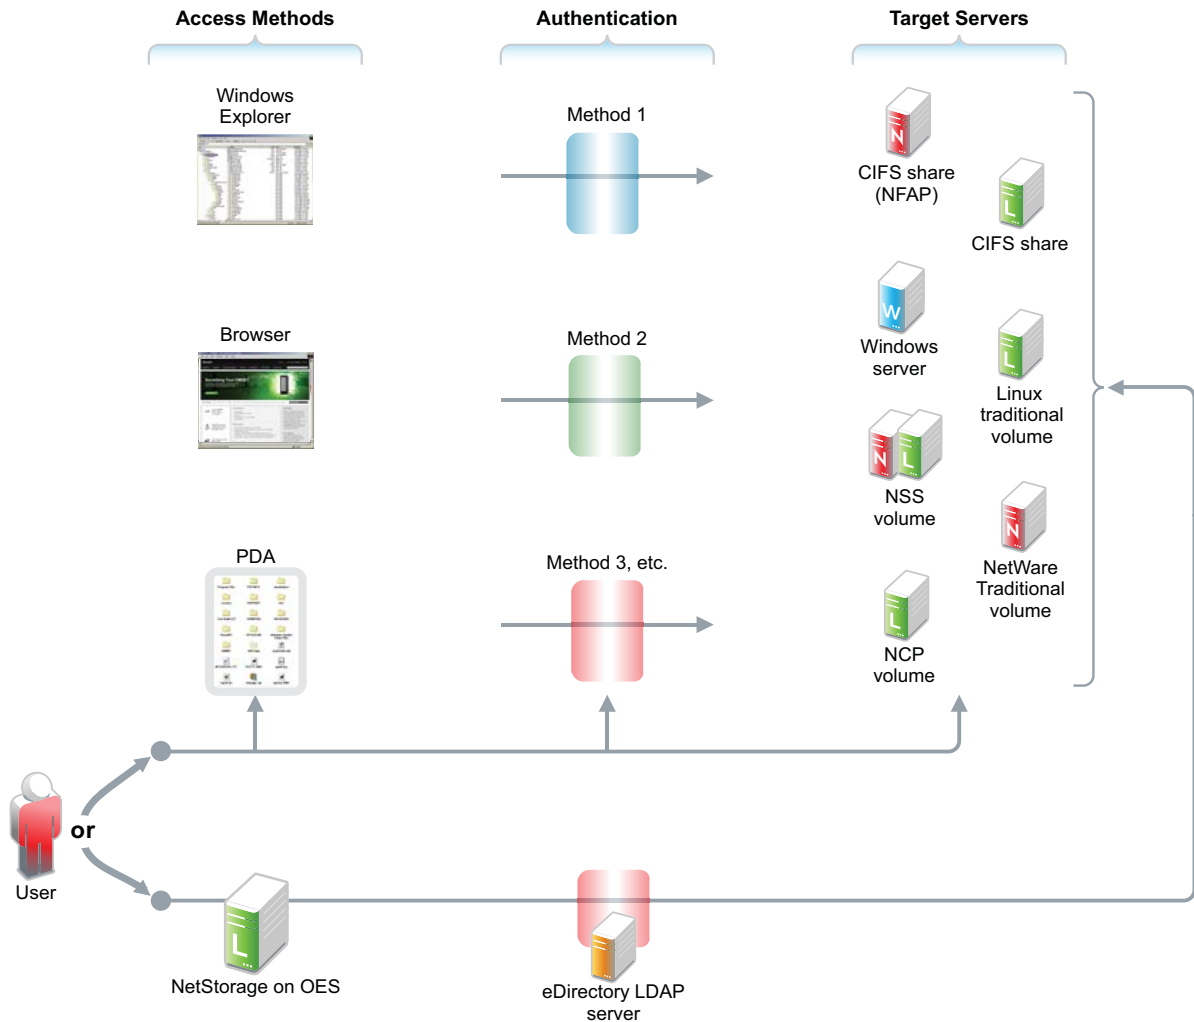 Access Methods
Authentication
Target Servers
Windows
Explorer
Method 1
N
CIFS share
(NFAP)
L
CIFS share
Browser
Method 2
W
Windows
server
L
Linux
traditional
volume
N
L
NSS
volume
N
NetWare
Traditional
volume
PDA
Method 3, etc.
L
NCP
volume
User
or
L
NetStorage on OES
eDirectory LDAP
server